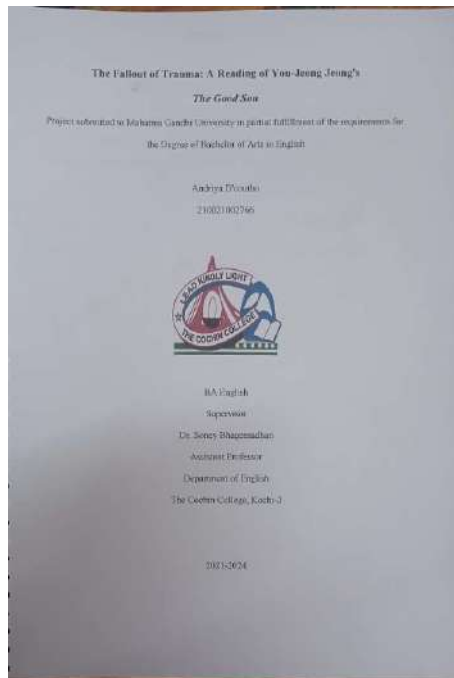 The Fallout of Trauma: A Reading of You-Jeong Jeong's
The Good Son
Project submitted to Mahatma Gandhi University in partial fulfillment of the requirements for
the Degree of Bachelor of Arts in English
Andriya D'coutho
210021002766
LEAD KINDLY LIGHT
THE COCHIN COLLEGE
BA English
Supervisor
Dr. Soney
Assistant Professor
Department of English
The Cochin College, Kochi-2
2021-2024